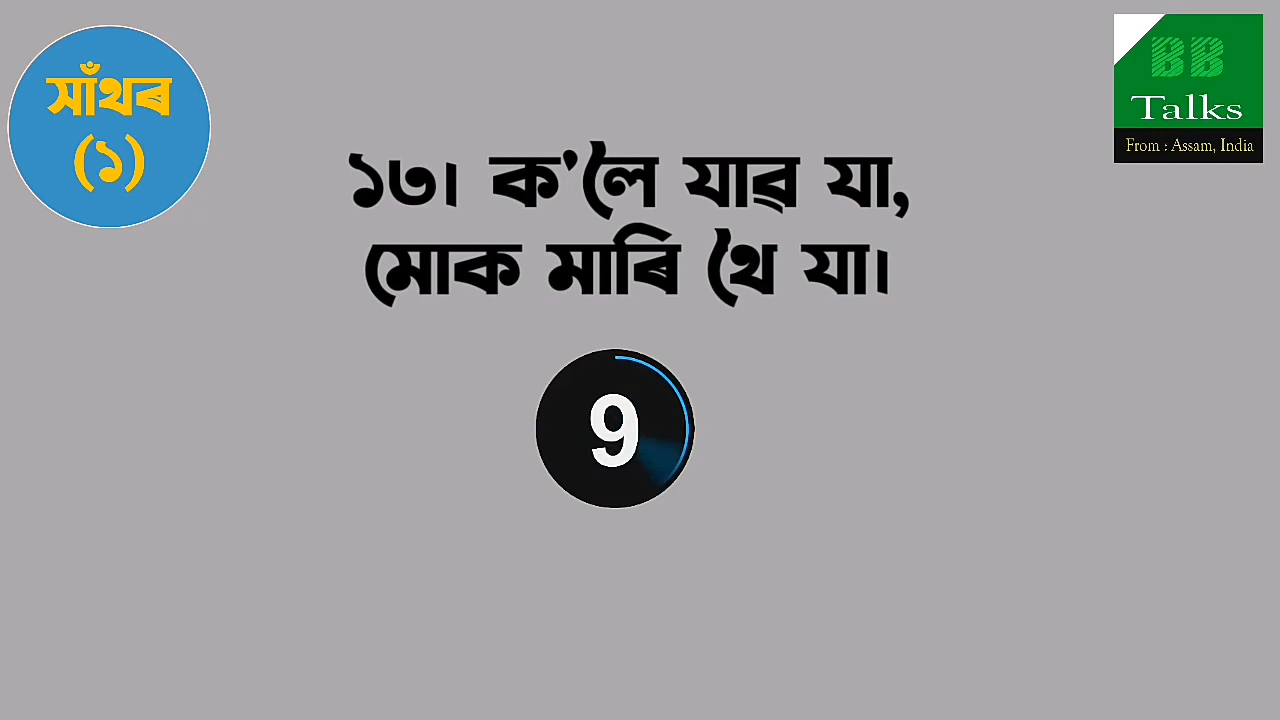 সাঁথৰ
(১)
BB
Talks
From : Assam, India
১৩। ক'লৈ যাৱ যা,
মোক মাৰি থৈ যা।
9